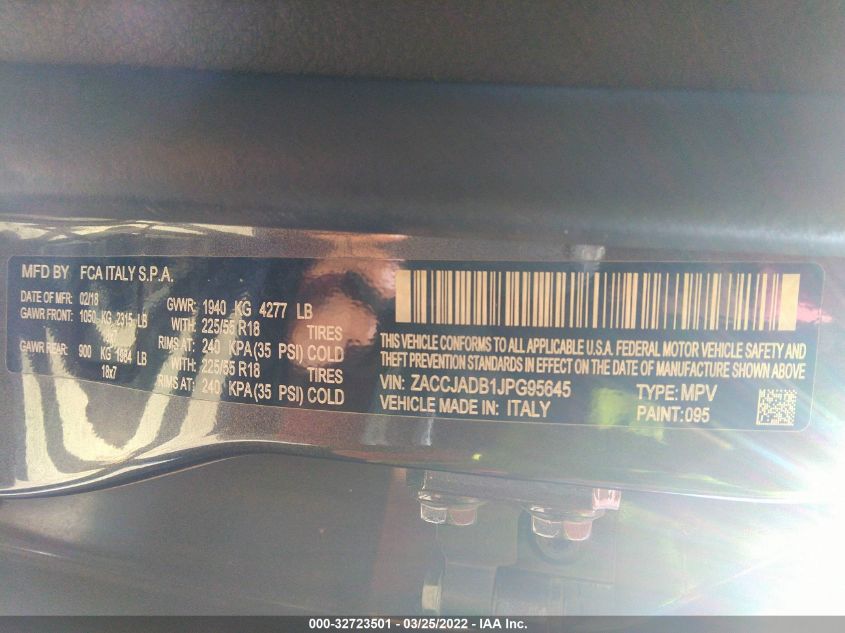 MFD BY FCA ITALY S.P.A.
DATE OF MFR: 02/18 GVWR: 1940 KG 4277 LB
GAWR FRONT: 1050 KG 2315 LB WITH: 225/55 R18 TIRES
RIMS AT: 240 KPA(35 PSI) COLD
GAWR REAR: 900 KG 1984 LB WITH: 225/55 R18 TIRES
18x7 RIMS AT: 240 KPA(35 PSI) COLD
THIS VEHICLE CONFORMS TO ALL APPLICABLE U.S.A. FEDERAL MOTOR VEHICLE SAFETY AND
THEFT PREVENTION STANDARDS IN EFFECT ON THE DATE OF MANUFACTURE SHOWN ABOVE
VIN: ZACCJADB1JPG95645 TYPE: MPV
VEHICLE MADE IN: ITALY PAINT: 095
000-32723501 - 03/25/2022 - IAA Inc.